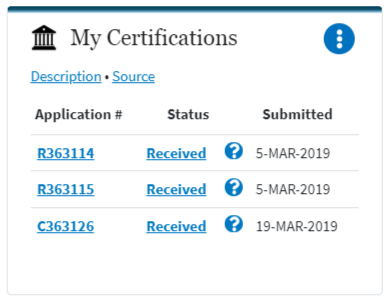 My Certifications
Description • Source
Application # Status Submitted
R363114 Received ? 5-MAR-2019
R363115 Received ? 5-MAR-2019
C363126 Received ? 19-MAR-2019